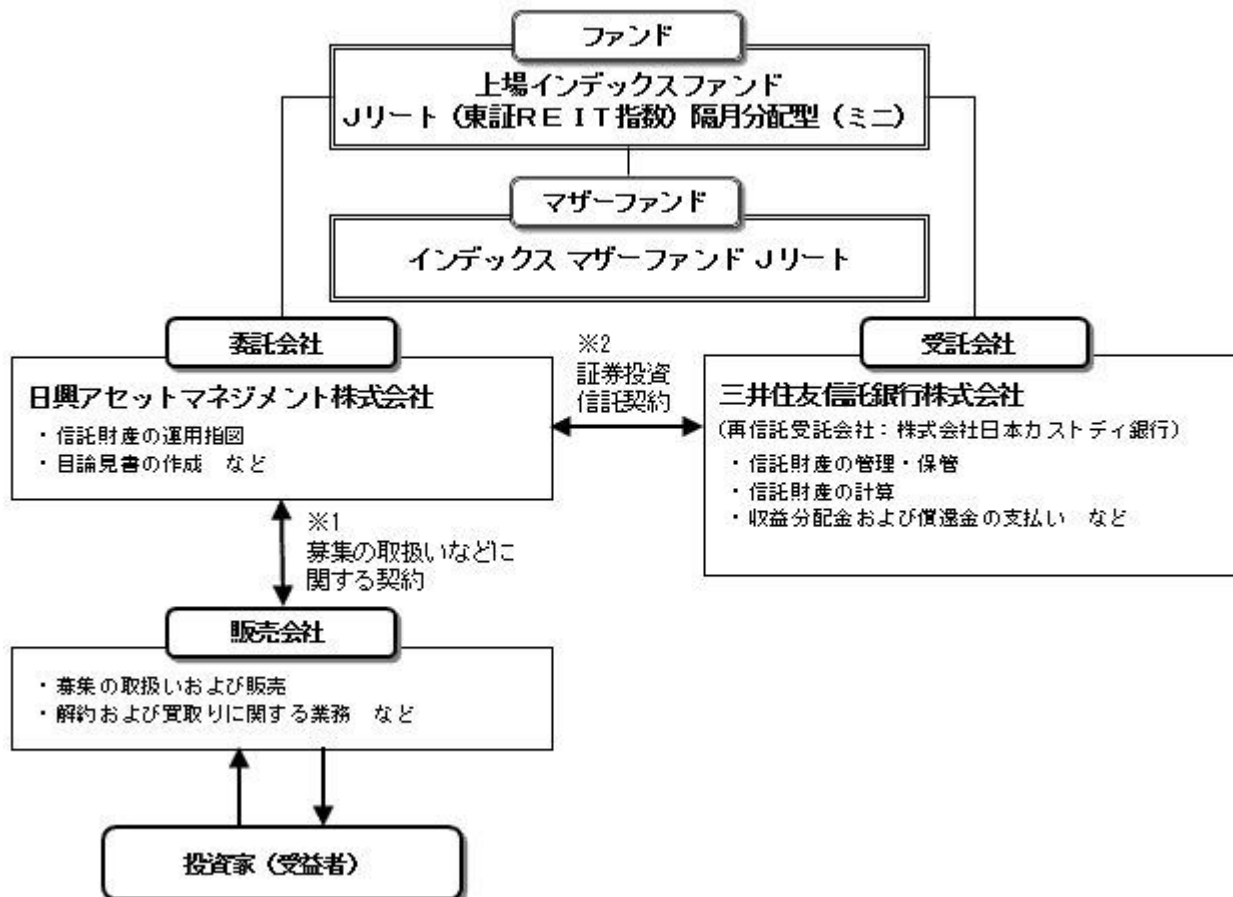 ファンド
上場インデックスファンド
Jリート（東証REIT指数）隔月分配型（ミニ）
マザーファンド
インデックス マザーファンド Jリート
委託会社
日興アセットマネジメント株式会社
・信託財産の運用指図
・目論見書の作成　など
※2
証券投資
信託契約
受託会社
三井住友信託銀行株式会社
（再信託受託会社：株式会社日本カストディ銀行）
・信託財産の管理・保管
・信託財産の計算
・収益分配金および償還金の支払い　など
※1
募集の取扱いなどに
関する契約
販売会社
・募集の取扱いおよび販売
・解約および買取りに関する業務　など
投資家（受益者）